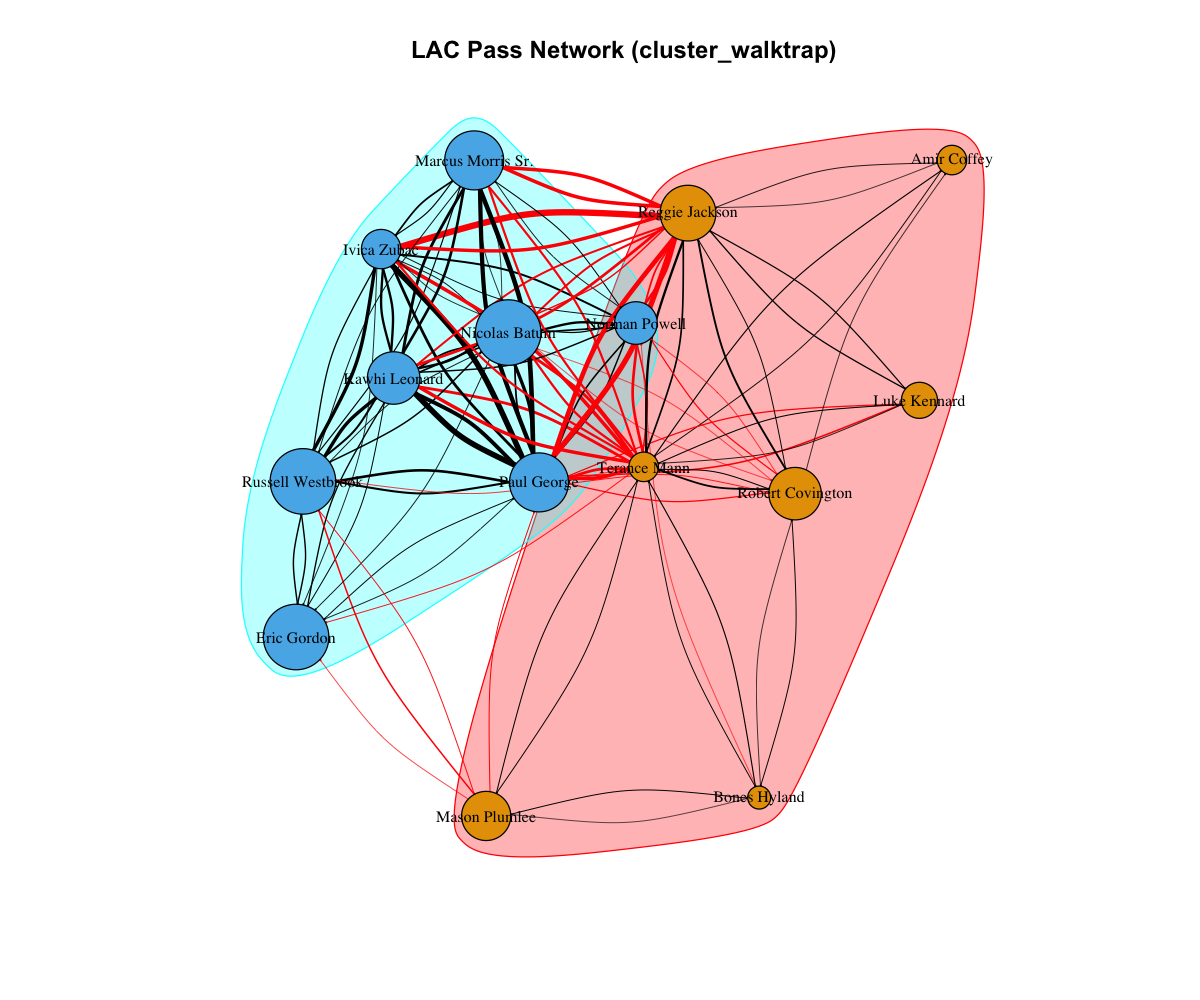 LAC Pass Network (cluster_walktrap)
Marcus Morris Sr.
Amir Coffey
Reggie Jackson
Ivica Zubac
Nicolas Batum
Norman Powell
Kawhi Leonard
Luke Kennard
Terance Mann
Russell Westbrook
Paul George
Robert Covington
Eric Gordon
Bones Hyland
Mason Plumlee